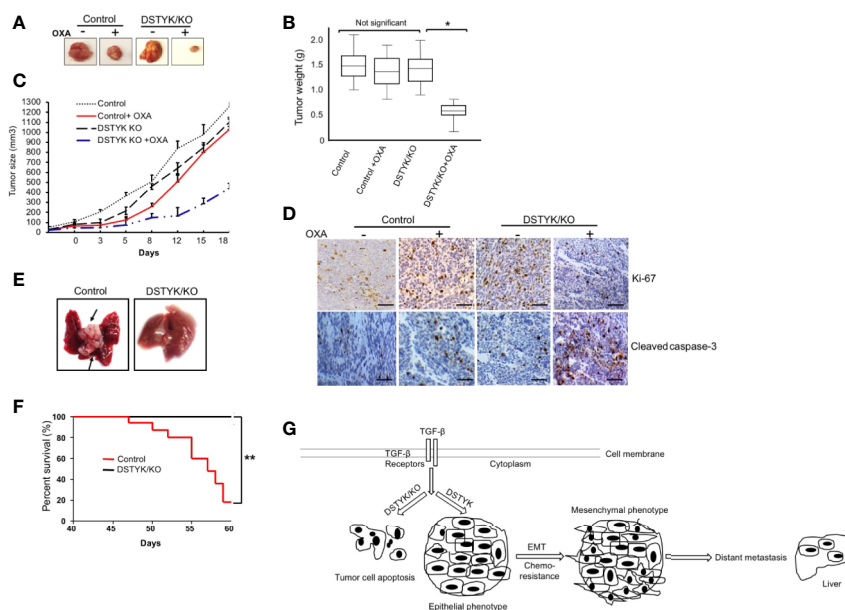 A
Control
DSTYK/KO
OXA - + - +
B
Not significant
*
Tumor weight (g)
2.5
2.0
1.5
1.0
0.5
0
Control
Control +OXA
DSTYK/KO
DSTYK/KO+OXA
C
Control
Control+ OXA
DSTYK KO
DSTYK KO +OXA
Tumor size (mm3)
1300
1200
1100
1000
900
800
700
600
500
400
300
200
100
0
0 3 5 8 12 15 18
Days
D
Control
DSTYK/KO
OXA - + - +
Ki-67
Cleaved caspase-3
E
Control
DSTYK/KO
F
Percent survival (%)
100
80
60
40
20
0
Control
DSTYK/KO
**
40 45 50 55 60
Days
G
TGF-β
TGF-β
Receptors
Cell membrane
Cytoplasm
DSTYK/KO
DSTYK
Tumor cell apoptosis
Epithelial phenotype
EMT
Chemo-
resistance
Mesenchymal phenotype
Distant metastasis
Liver